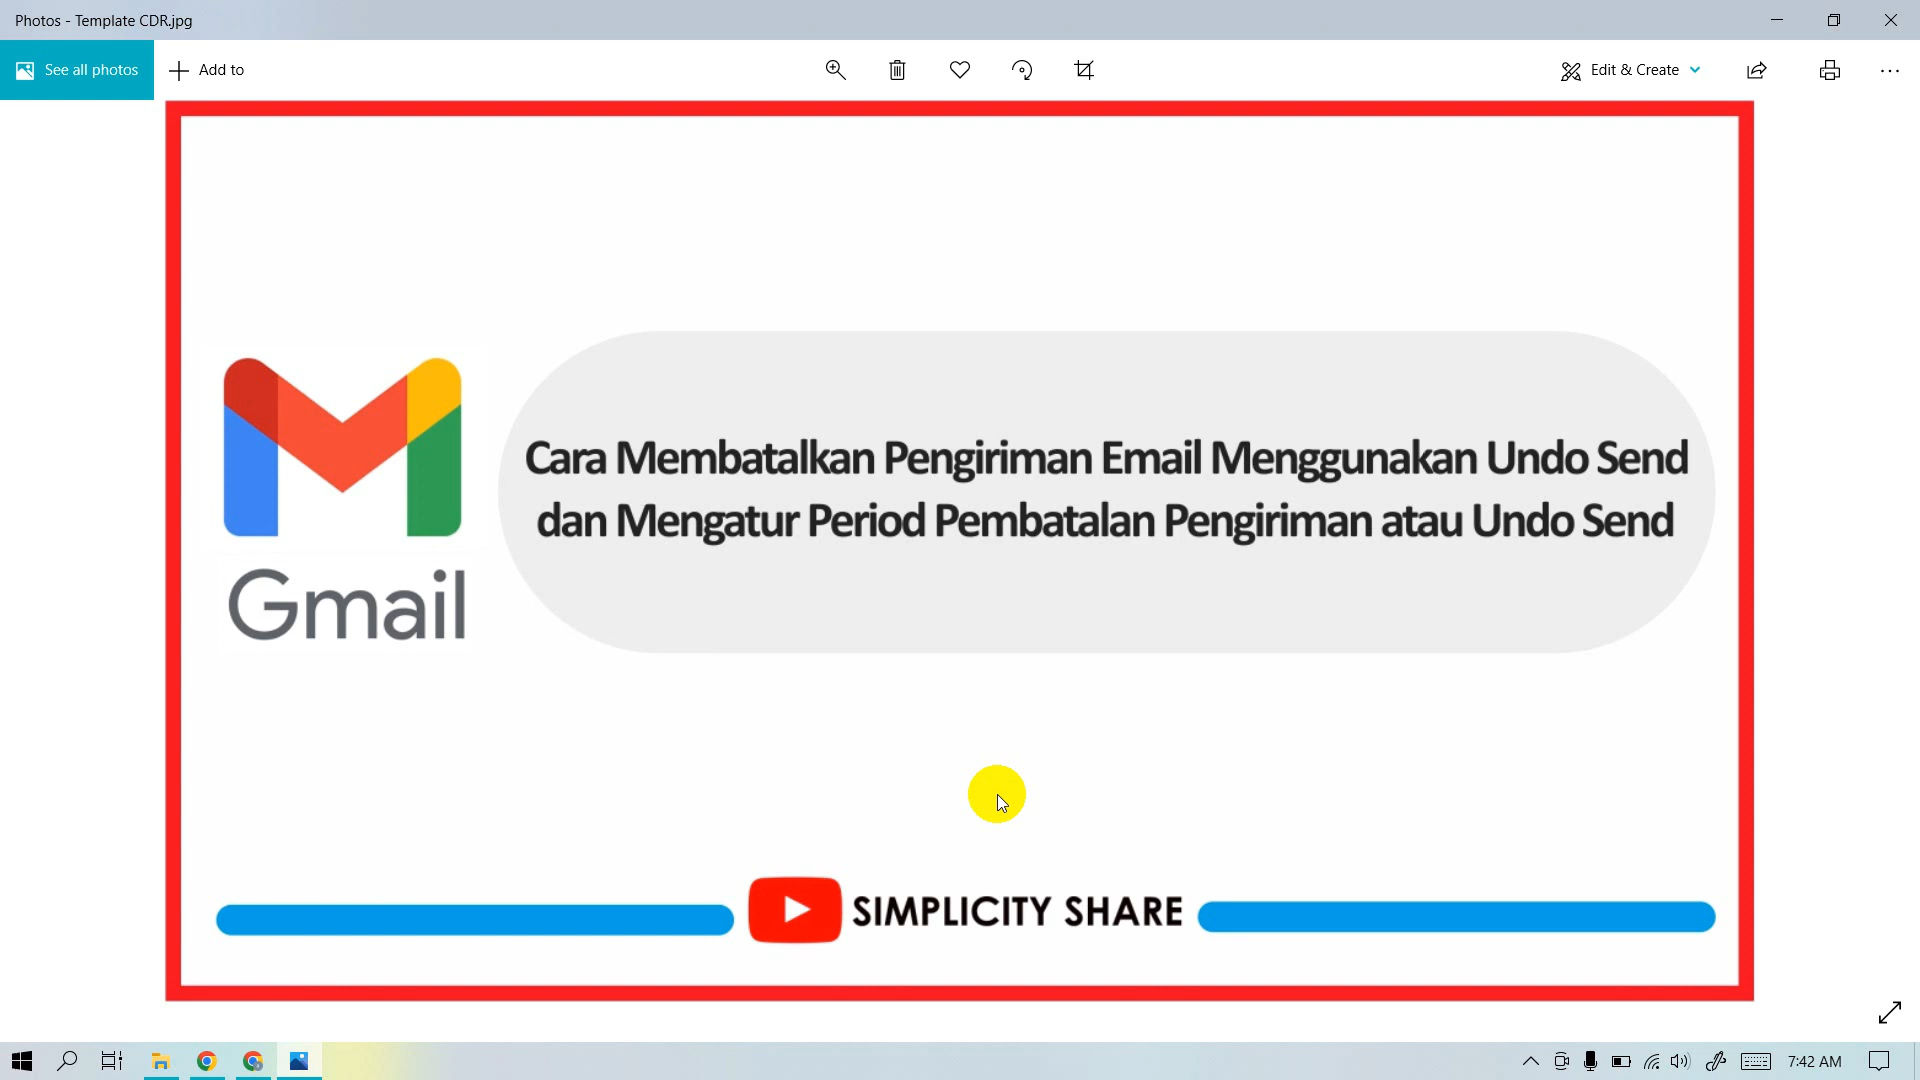 Photos - Template CDR.jpg
See all photos
Add to
Edit & Create
Cara Membatalkan Pengiriman Email Menggunakan Undo Send
dan Mengatur Period Pembatalan Pengiriman atau Undo Send
Gmail
SIMPLICITY SHARE
7:42 AM